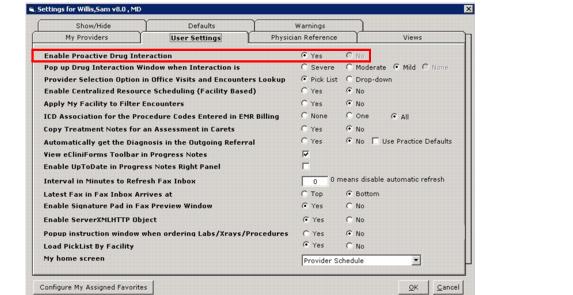 Settings for Willis,Sam v8.0 , MD
Show/Hide Defaults Warnings
My Providers User Settings Physician Reference Views
Enable Proactive Drug Interaction Yes No
Pop up Drug Interaction Window when Interaction is Severe Moderate Mild None
Provider Selection Option in Office Visits and Encounters Lookup Pick List Drop-down
Enable Centralized Resource Scheduling (Facility Based) Yes No
Apply My Facility to Filter Encounters Yes No
ICD Association for the Procedure Codes Entered in EMR Billing None One All
Copy Treatment Notes for an Assessment in Carets Yes No
Automatically get the Diagnosis in the Outgoing Referral Yes No Use Practice Defaults
View eCliniForms Toolbar in Progress Notes
Enable UpToDate in Progress Notes Right Panel
Interval in Minutes to Refresh Fax Inbox 0 0 means disable automatic refresh
Latest Fax in Fax Inbox Arrives at Top Bottom
Enable Signature Pad in Fax Preview Window Yes No
Enable ServerXMLHTTP Object Yes No
Popup instruction window when ordering Labs/Xrays/Procedures Yes No
Load PickList By Facility Yes No
My home screen Provider Schedule
Configure My Assigned Favorites OK Cancel